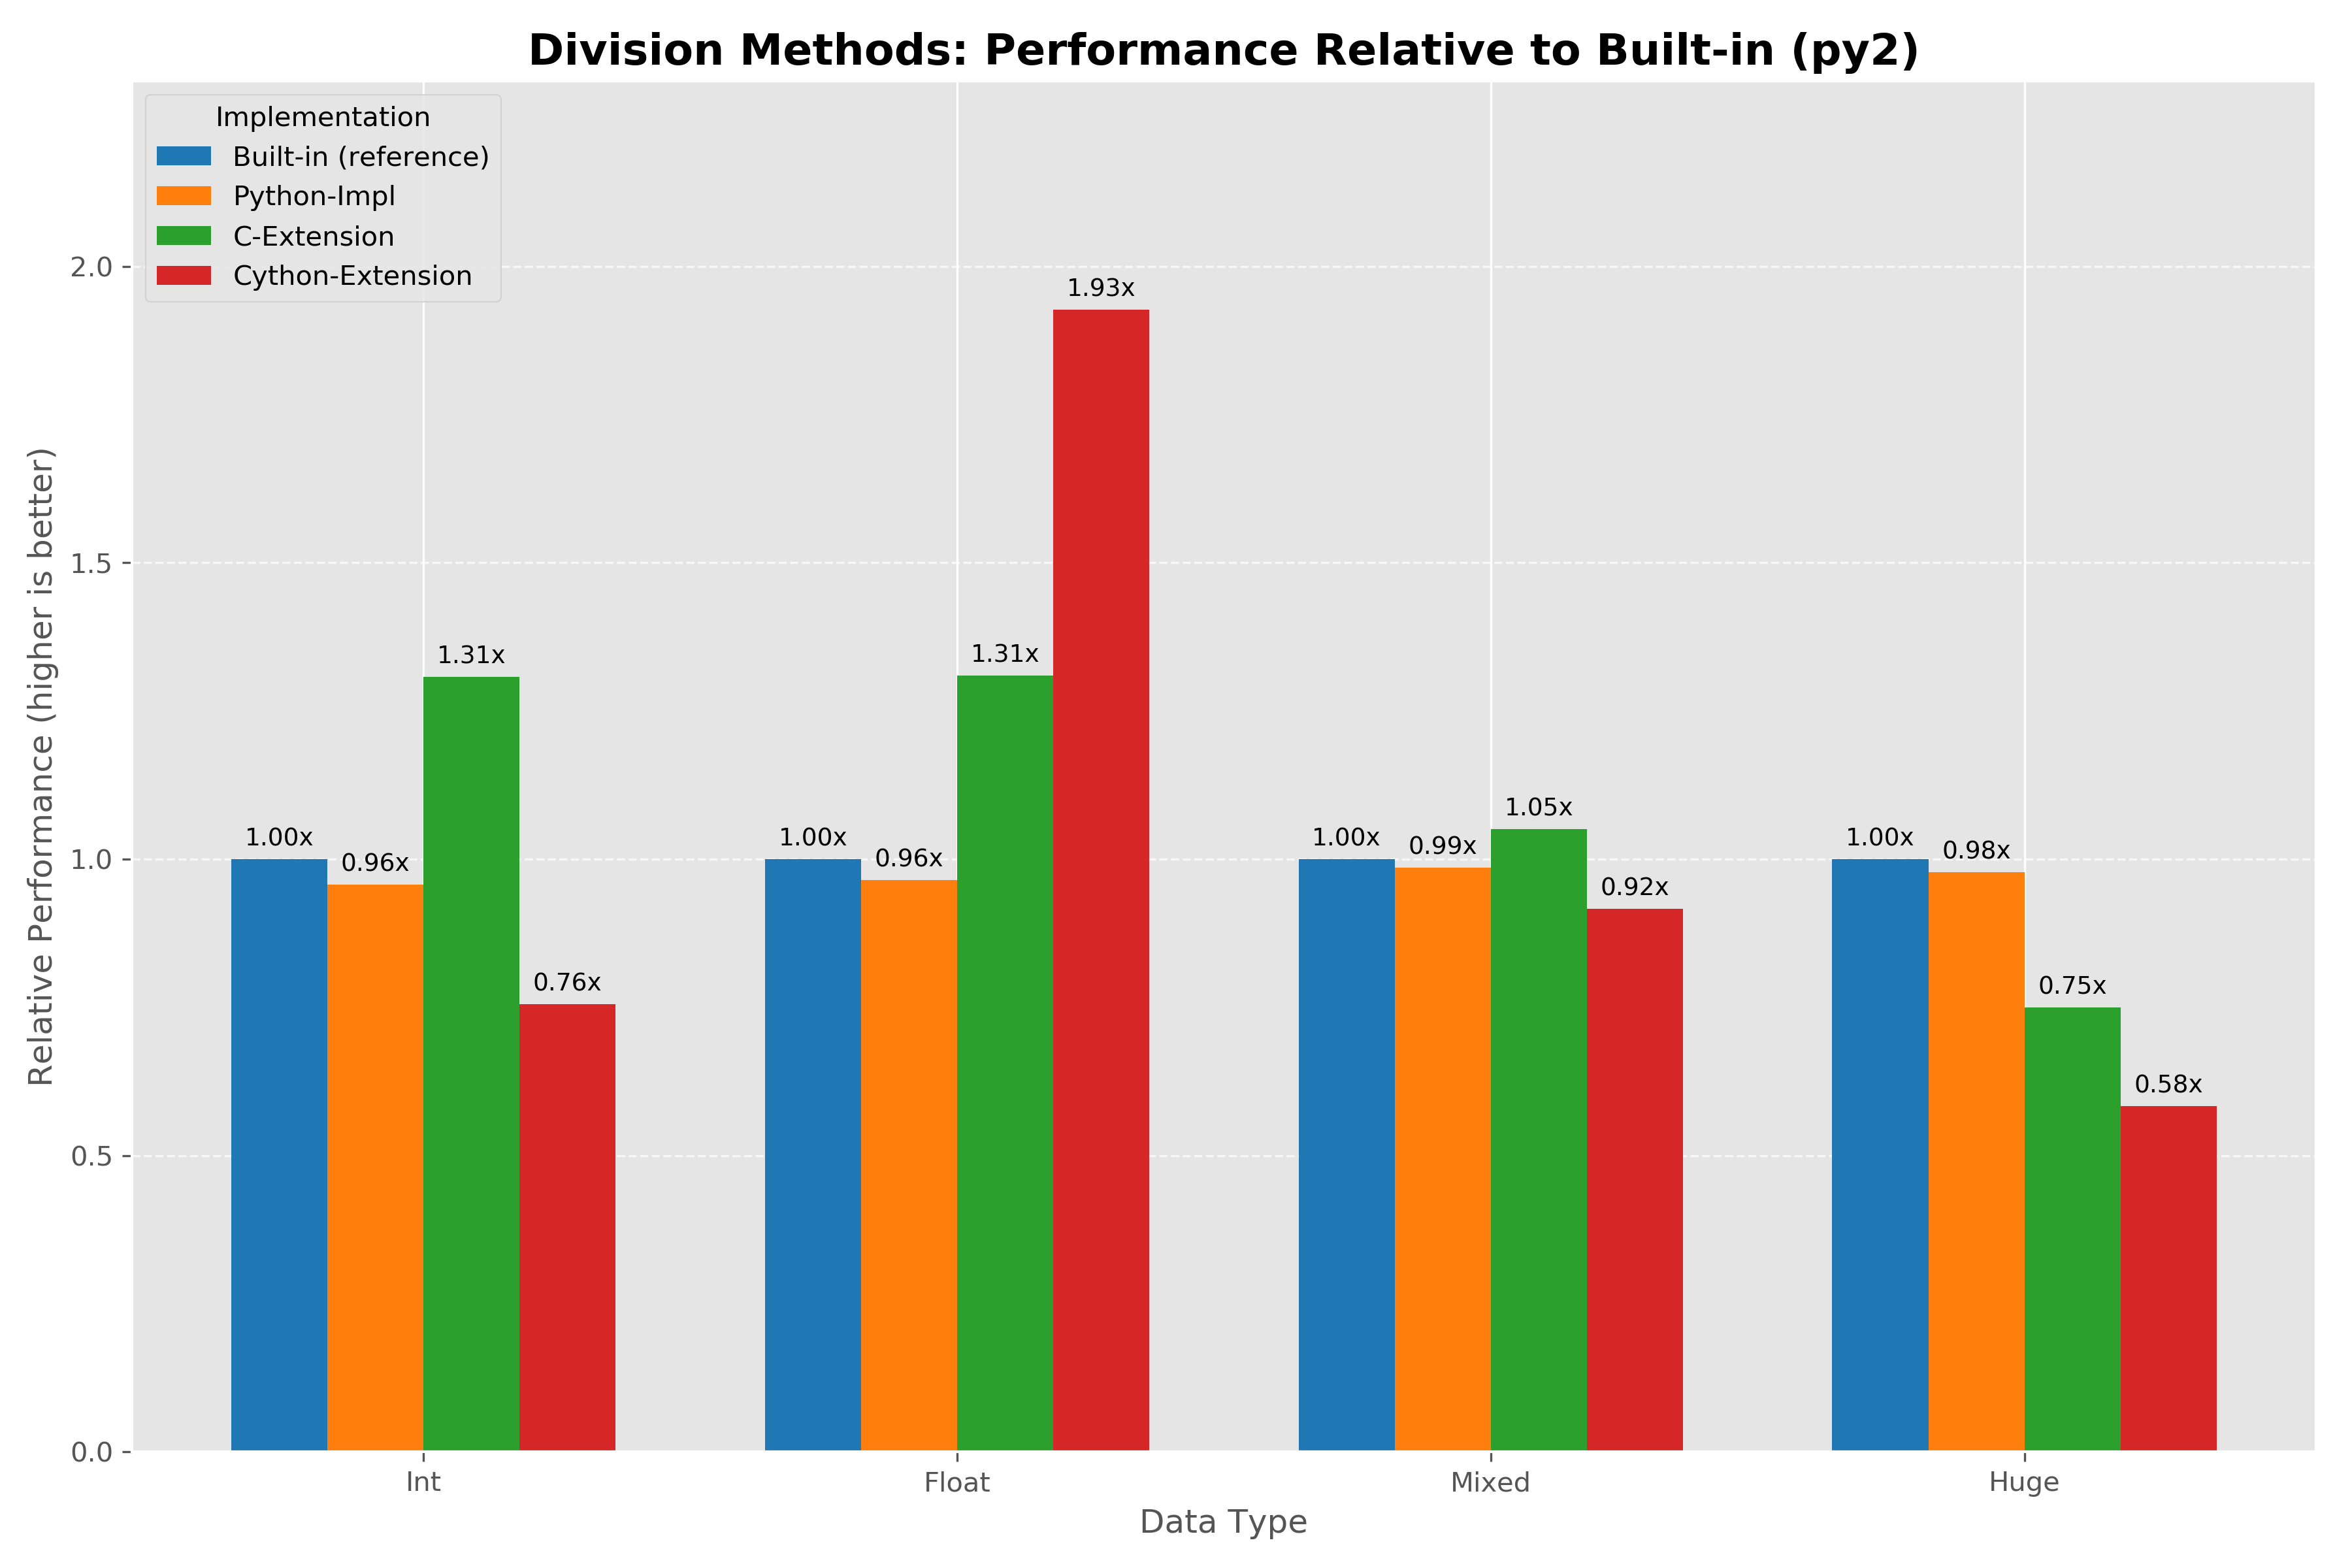 Division Methods: Performance Relative to Built-in (py2)
Implementation
Built-in (reference)
Python-Impl
C-Extension
Cython-Extension
Relative Performance (higher is better)
2.0
1.5
1.0
0.5
0.0
1.00x
0.96x
1.31x
0.76x
1.00x
0.96x
1.31x
1.93x
1.00x
0.99x
1.05x
0.92x
1.00x
0.98x
0.75x
0.58x
Int
Float
Mixed
Huge
Data Type